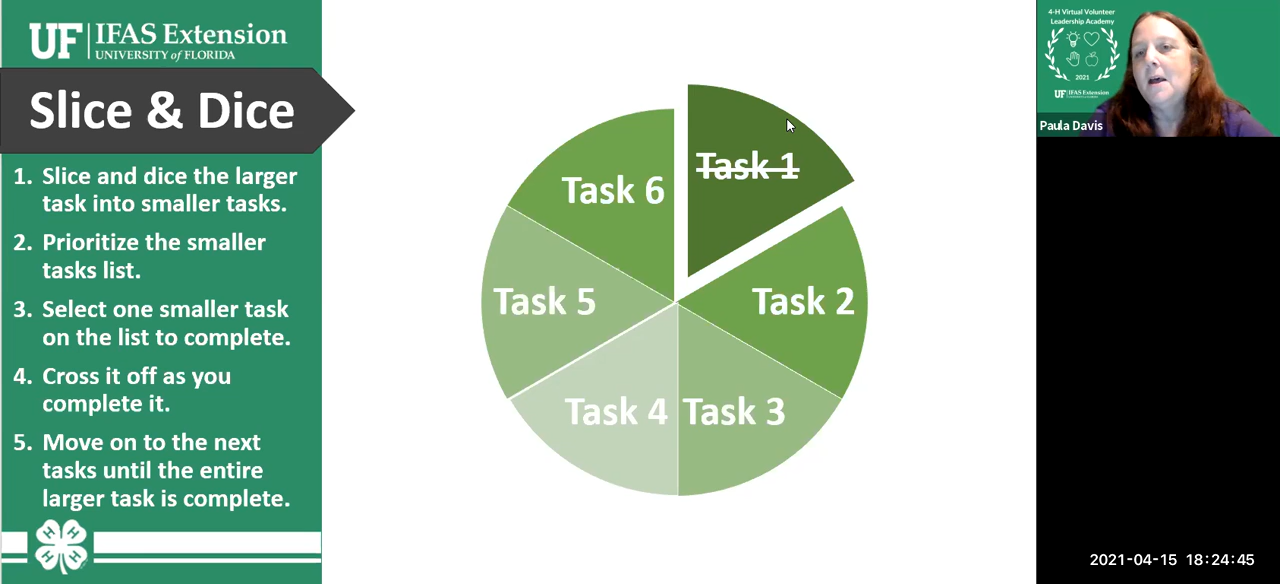 UF IFAS Extension
UNIVERSITY of FLORIDA
Slice & Dice
1. Slice and dice the larger
task into smaller tasks.
2. Prioritize the smaller
tasks list.
3. Select one smaller task
on the list to complete.
4. Cross it off as you
complete it.
5. Move on to the next
tasks until the entire
larger task is complete.
H H H H
Task 1
Task 6
Task 5
Task 2
Task 4
Task 3
4-H Virtual Volunteer
Leadership Academy
2021
UF IFAS Extension
Paula Davis
2021-04-15 18:24:45